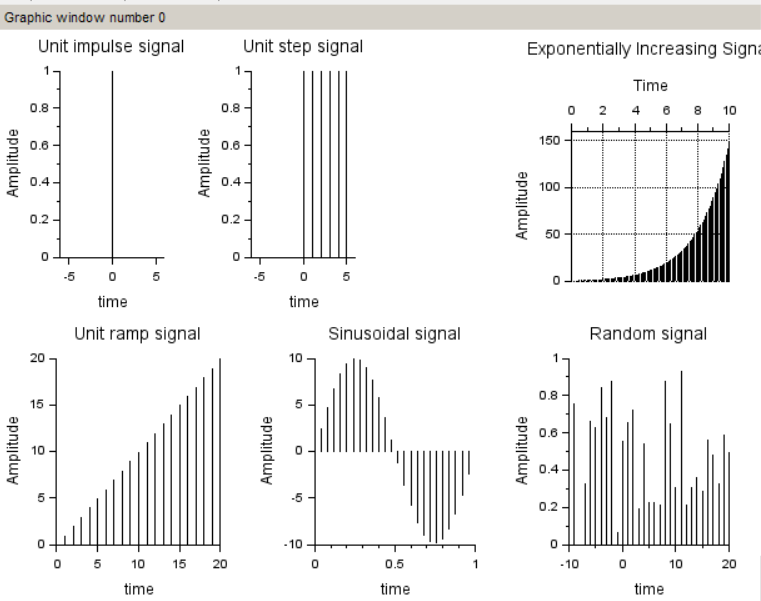 Graphic window number 0
Unit impulse signal
1
0.8
0.6
0.4
0.2
0
Amplitude
-5 0 5
time
Unit step signal
1
0.8
0.6
0.4
0.2
0
Amplitude
-5 0 5
time
Exponentially Increasing Signa
Time
0 2 4 6 8 10
150
100
50
0
Amplitude
Unit ramp signal
20
15
10
5
0
Amplitude
0 5 10 15 20
time
Sinusoidal signal
10
5
0
-5
-10
Amplitude
0 0.5 1
time
Random signal
1
0.8
0.6
0.4
0.2
0
Amplitude
-10 0 10 20
time